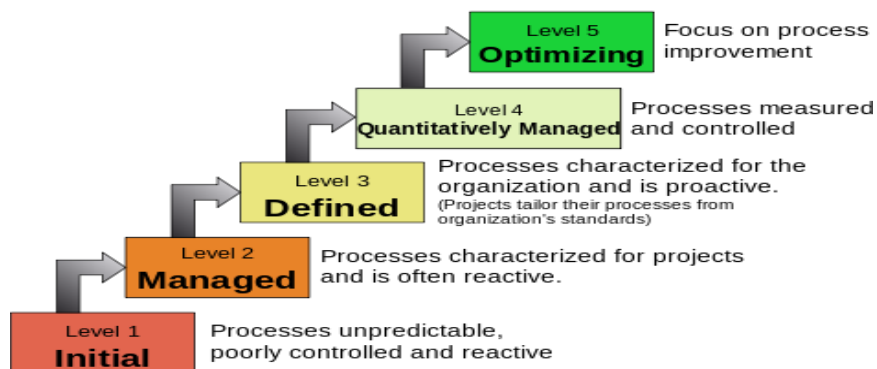 Level 5
Optimizing
Focus on process
improvement
Level 4
Quantitatively Managed
Processes measured
and controlled
Level 3
Defined
Processes characterized for the
organization and is proactive.
(Projects tailor their processes from
organization's standards)
Level 2
Managed
Processes characterized for projects
and is often reactive.
Level 1
Initial
Processes unpredictable,
poorly controlled and reactive